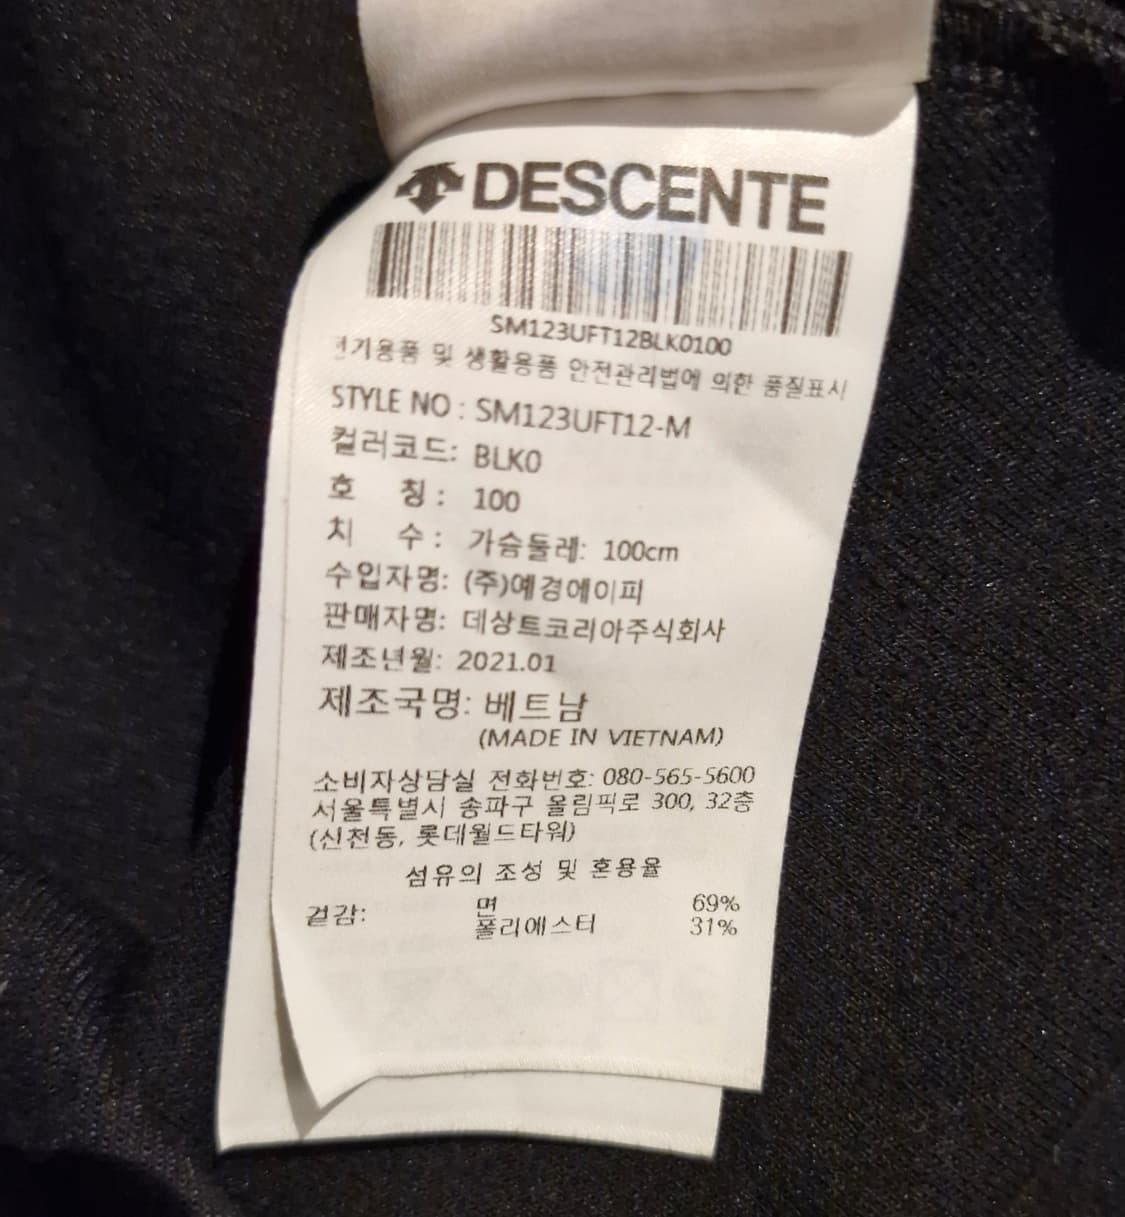 DESCENTE
SM123UFT12BLK0100
전기용품 및 생활용품 안전관리법에 의한 품질표시
STYLE NO : SM123UFT12-M
컬러코드: BLK0
호 칭 : 100
치 수 : 가슴둘레: 100cm
수입자명: (주)예경에이피
판매자명: 데상트코리아주식회사
제조년월: 2021.01
제조국명: 베트남
(MADE IN VIETNAM)
소비자상담실 전화번호: 080-565-5600
서울특별시 송파구 올림픽로 300, 32층
(신천동, 롯데월드타워)
섬유의 조성 및 혼용율
겉감: 면 69%
폴리에스터 31%